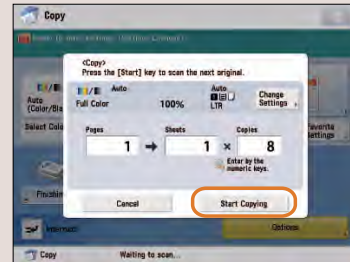 Copy
<Copy>
Press the [Start] key to scan the next original.
Auto
Full Color
100%
Auto
LTR
Change
Settings
Auto
(Color/Bla
Select Colo
Favorite
Settings
Pages
Sheets
Copies
1 → 1 × 8
Enter by the
numeric keys.
Finishin
Cancel
Start Copying
Options
Copy
Waiting to scan...